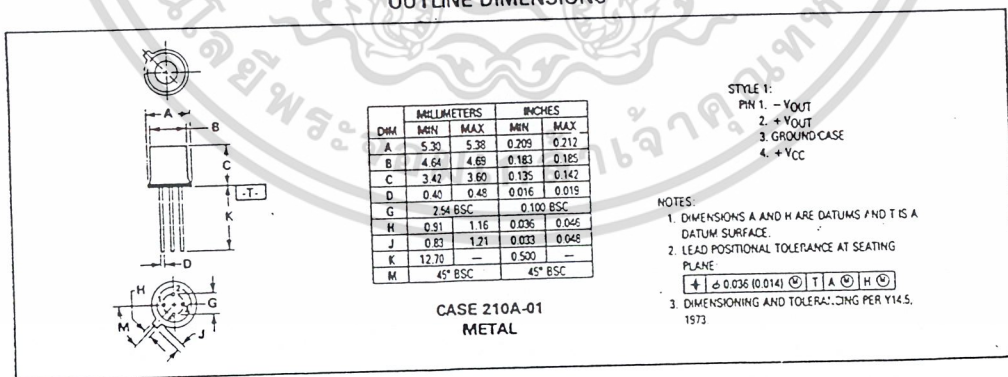 OUTLINE DIMENSIONS
A
B
C
-T-
K
D
H
G
M
J
MILLIMETERS INCHES
DIM MIN MAX MIN MAX
A 5.30 5.38 0.209 0.212
B 4.64 4.69 0.183 0.185
C 3.42 3.60 0.135 0.142
D 0.40 0.48 0.016 0.019
G 2.54 BSC 0.100 BSC
H 0.91 1.16 0.036 0.046
J 0.83 1.21 0.033 0.048
K 12.70 — 0.500 —
M 45° BSC 45° BSC
CASE 210A-01
METAL
STYLE 1:
PIN 1. - VOUT
2. + VOUT
3. GROUND CASE
4. + VCC
NOTES:
1. DIMENSIONS A AND H ARE DATUMS AND T IS A
DATUM SURFACE.
2. LEAD POSITIONAL TOLERANCE AT SEATING
PLANE
0.036 (0.014) Ⓜ T A Ⓜ H Ⓜ
3. DIMENSIONING AND TOLERANCING PER Y14.5,
1973